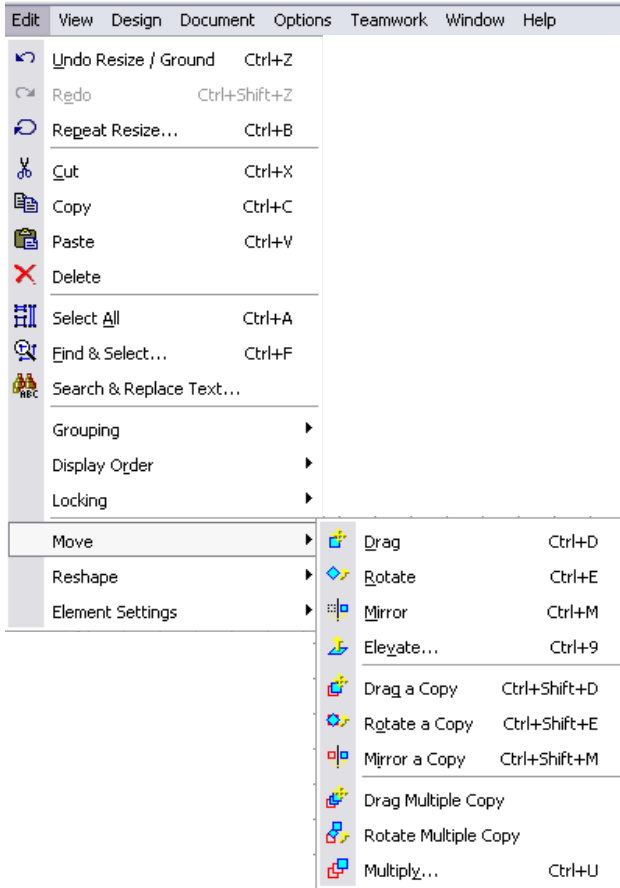 Edit View Design Document Options Teamwork Window Help
Undo Resize / Ground Ctrl+Z
Redo Ctrl+Shift+Z
Repeat Resize... Ctrl+B
Cut Ctrl+X
Copy Ctrl+C
Paste Ctrl+V
Delete
Select All Ctrl+A
Find & Select... Ctrl+F
ABC Search & Replace Text...
Grouping
Display Order
Locking
Move
Reshape
Element Settings
Drag Ctrl+D
Rotate Ctrl+E
Mirror Ctrl+M
Elevate... Ctrl+9
Drag a Copy Ctrl+Shift+D
Rotate a Copy Ctrl+Shift+E
Mirror a Copy Ctrl+Shift+M
Drag Multiple Copy
Rotate Multiple Copy
Multiply... Ctrl+U